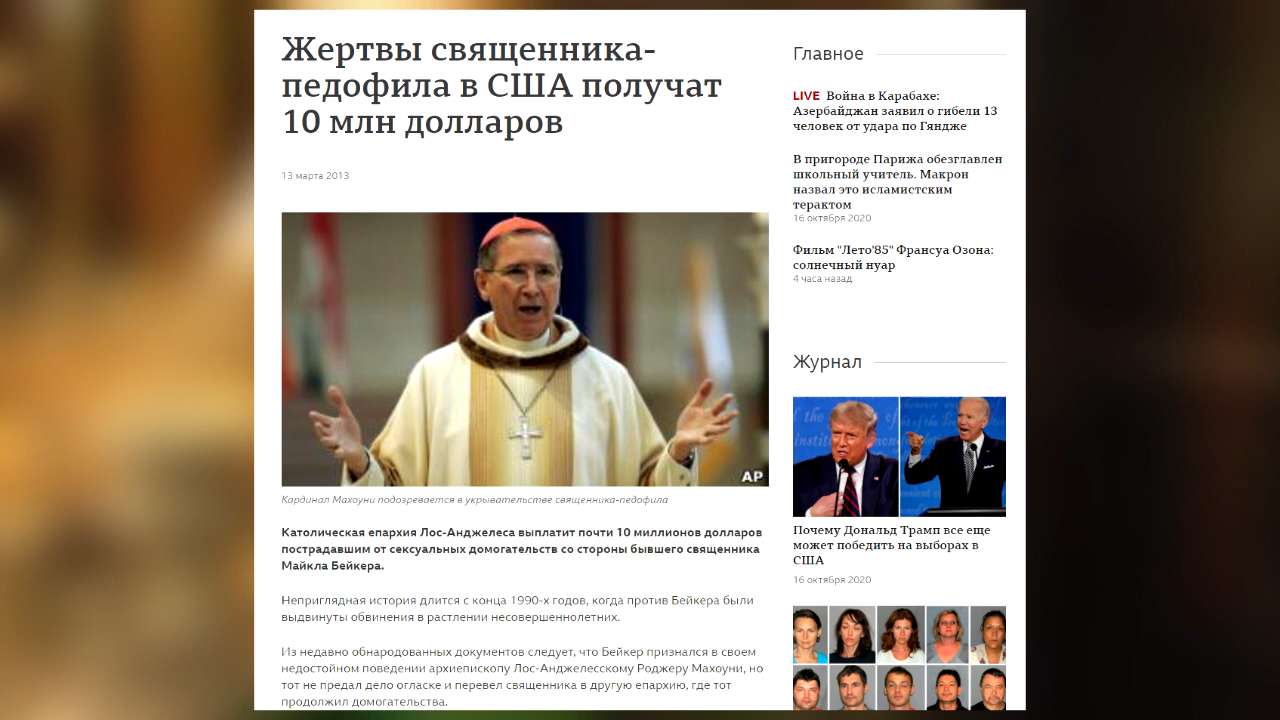 Жертвы священника-
педофила в США получат
10 млн долларов
13 марта 2013
AP
Кардинал Махоуни подозревается в укрывательстве священника-педофила
Католическая епархия Лос-Анджелеса выплатит почти 10 миллионов долларов
пострадавшим от сексуальных домогательств со стороны бывшего священника
Майкла Бейкера.
Неприглядная история длится с конца 1990-х годов, когда против Бейкера были
выдвинуты обвинения в растлении несовершеннолетних.
Из недавно обнародованных документов следует, что Бейкер признался в своем
недостойном поведении архиепископу Лос-Анджелесскому Роджеру Махоуни, но
тот не предал дело огласке и перевел священника в другую епархию, где тот
продолжил домогательства.
Главное
LIVE Война в Карабахе:
Азербайджан заявил о гибели 13
человек от удара по Гяндже
В пригороде Парижа обезглавлен
школьный учитель. Макрон
назвал это исламистским
терактом
16 октября 2020
Фильм "Лето'85" Франсуа Озона:
солнечный нуар
4 часа назад
Журнал
Почему Дональд Трамп все еще
может победить на выборах в
США
16 октября 2020